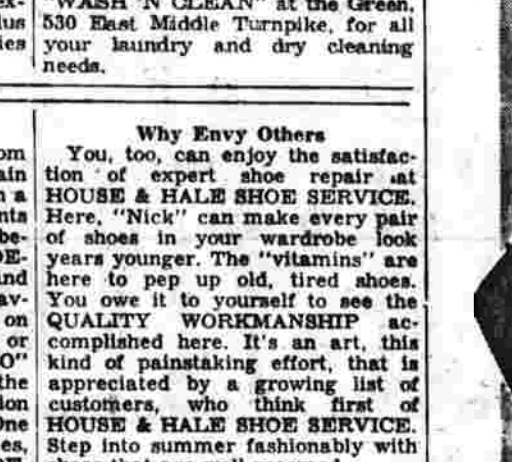 "WASH 'N CLEAN" at the Green,
530 East Middle Turnpike, for all
your laundry and dry cleaning
needs.
Why Envy Others
You, too, can enjoy the satisfac-
tion of expert shoe repair at
HOUSE & HALE SHOE SERVICE.
Here, "Nick" can make every pair
of shoes in your wardrobe look
years younger. The "vitamins" are
here to pep up old, tired shoes.
You owe it to yourself to see the
QUALITY WORKMANSHIP ac-
complished here. It's an art, this
kind of painstaking effort, that is
appreciated by a growing list of
customers, who think first of
HOUSE & HALE SHOE SERVICE.
Step into summer fashionably with